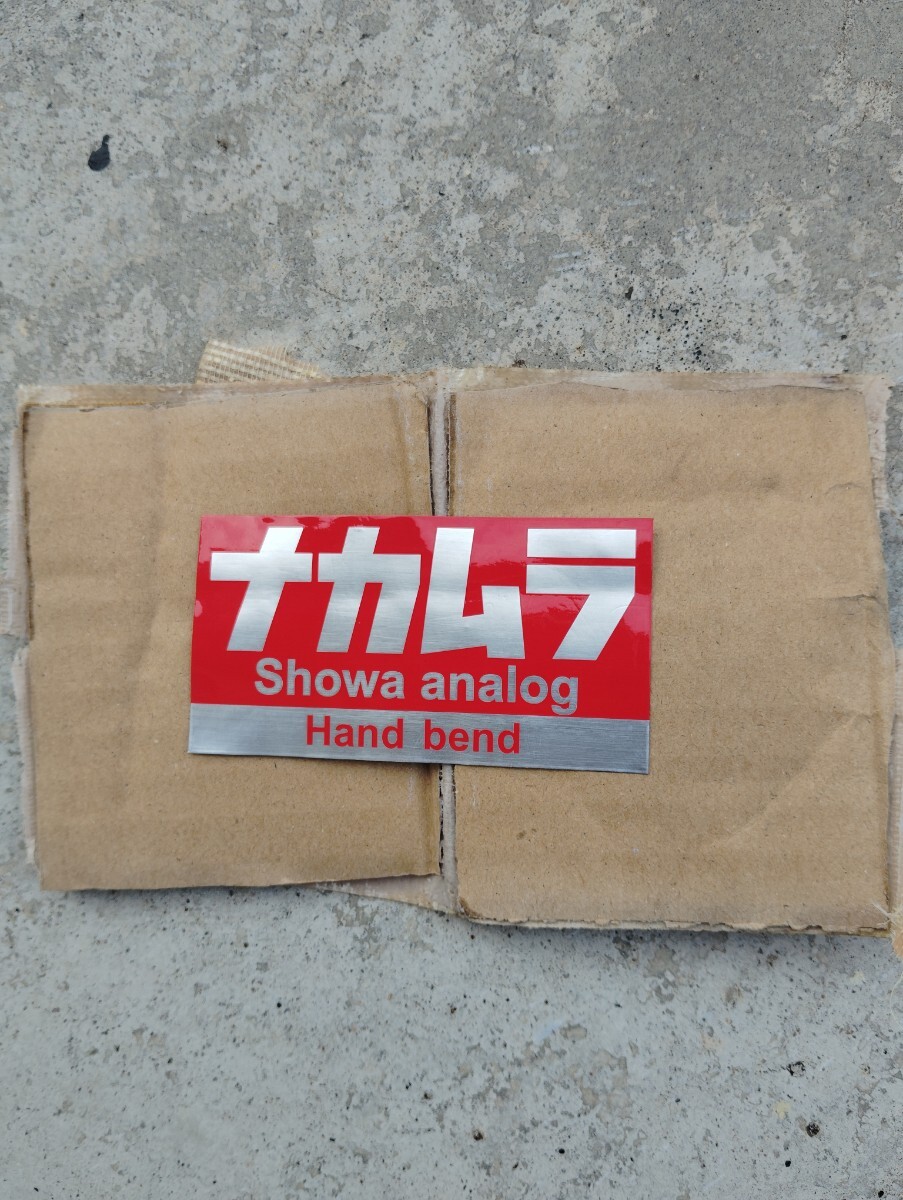 ナカムラ
Showa analog
Hand bend